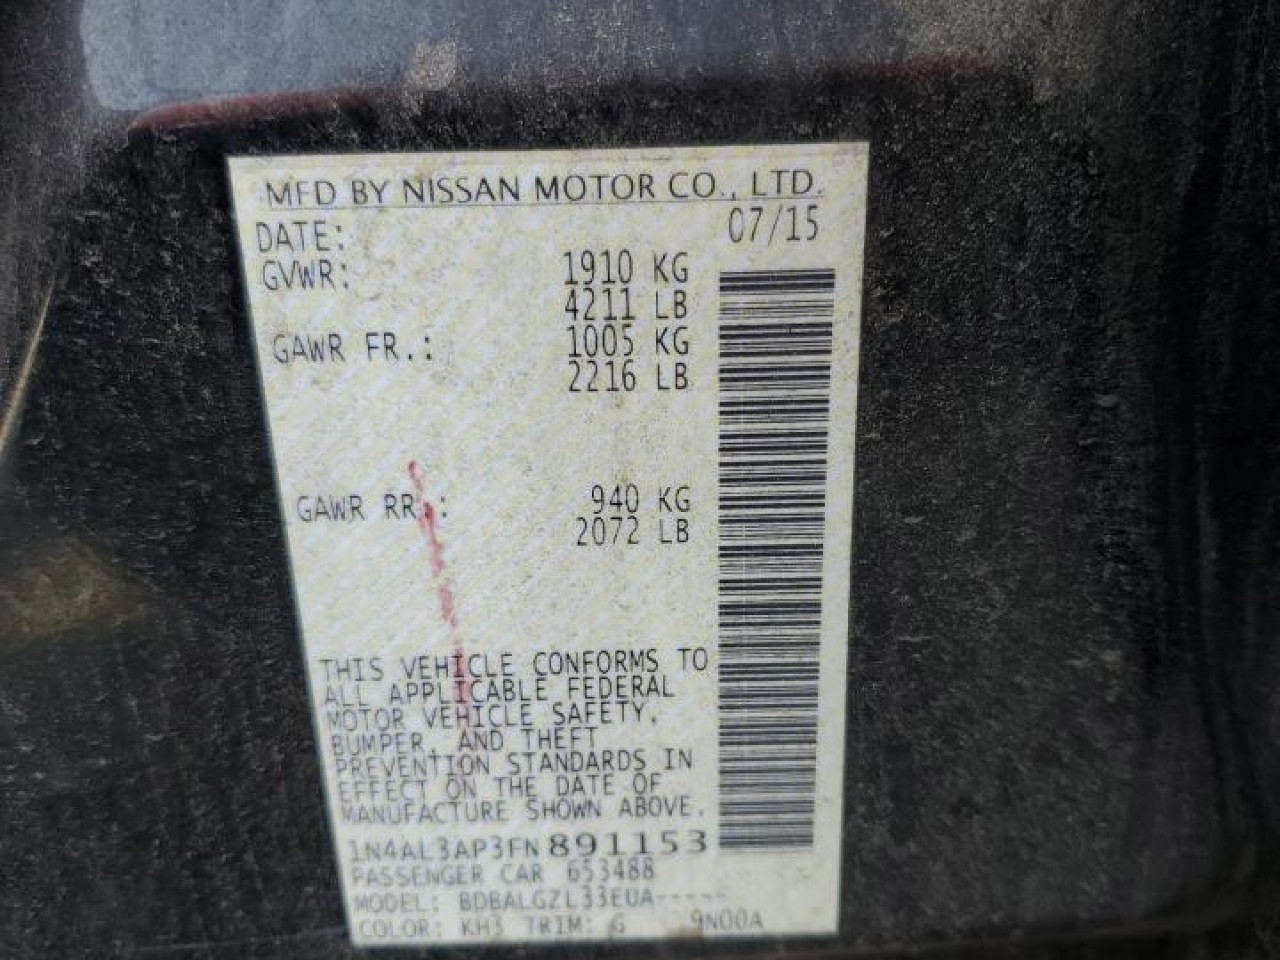 MFD BY NISSAN MOTOR CO., LTD.
DATE: 07/15
GVWR: 1910 KG
4211 LB
GAWR FR.: 1005 KG
2216 LB
GAWR RR.: 940 KG
2072 LB
THIS VEHICLE CONFORMS TO
ALL APPLICABLE FEDERAL
MOTOR VEHICLE SAFETY,
BUMPER, AND THEFT
PREVENTION STANDARDS IN
EFFECT ON THE DATE OF
MANUFACTURE SHOWN ABOVE.
1N4AL3AP3FN891153
PASSENGER CAR 653488
MODEL: BDBALGZL33EUA-----
COLOR: KH3 TRIM: G 9N00A